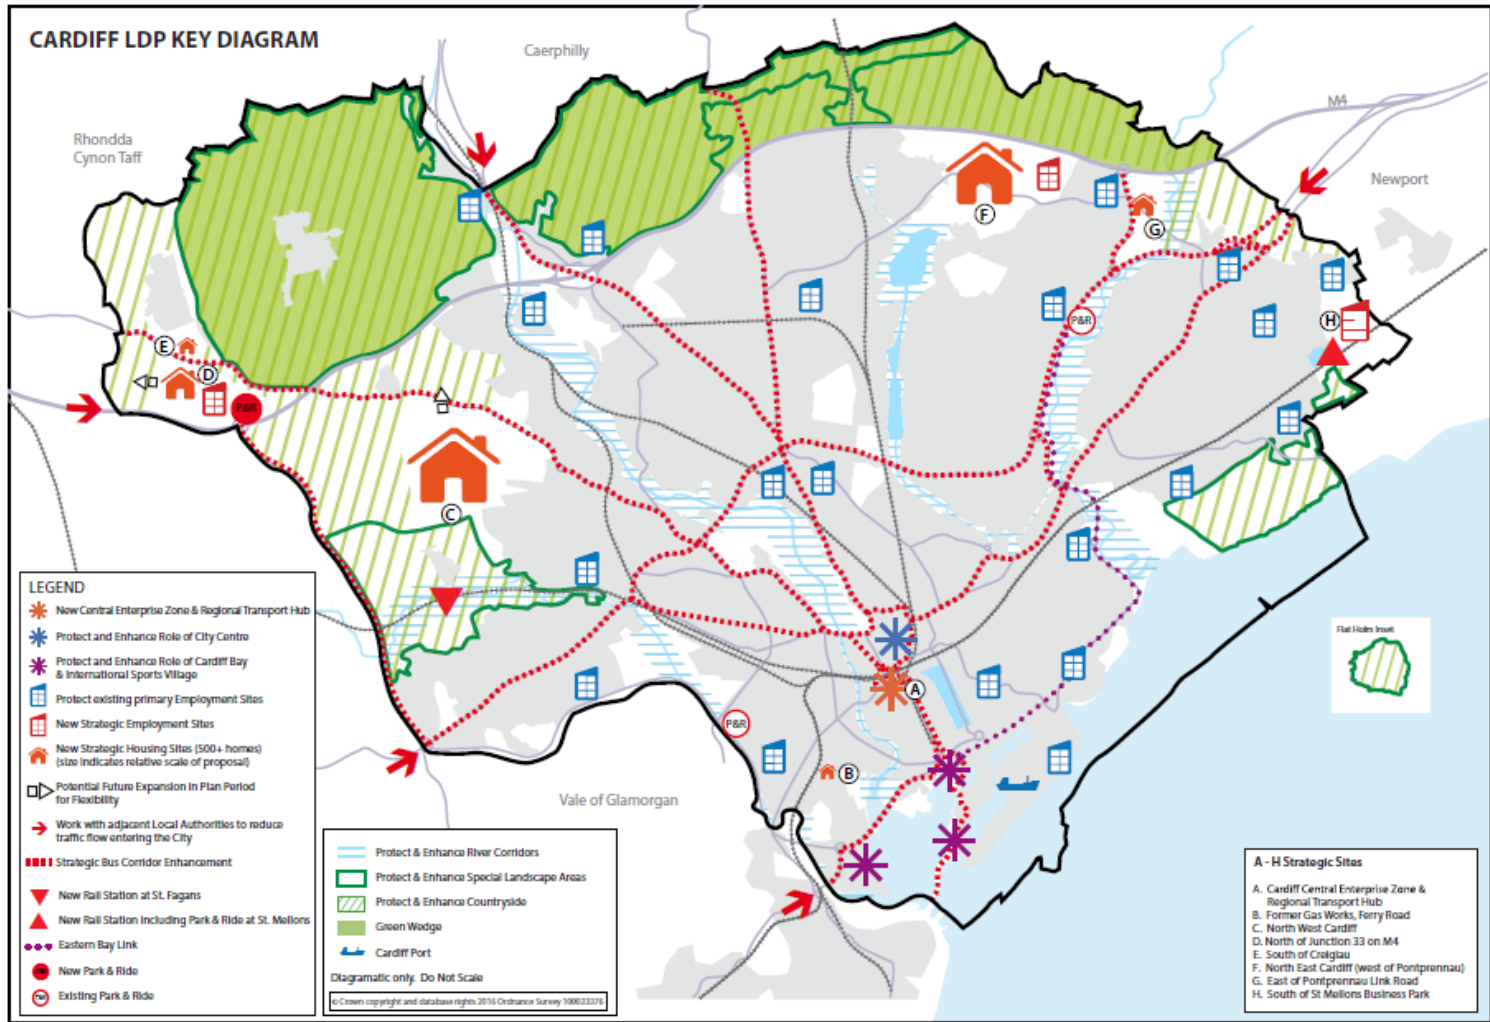 CARDIFF LDP KEY DIAGRAM
Caerphilly
Rhondda
Cynon Taff
M4
Newport
F
G
E
D
P&R
P&R
H
C
LEGEND
New Central Enterprise Zone & Regional Transport Hub
Protect and Enhance Role of City Centre
Protect and Enhance Role of Cardiff Bay
& International Sports Village
Protect existing primary Employment Sites
New Strategic Employment Sites
New Strategic Housing Sites (500+ homes)
(size indicates relative scale of proposal)
Potential Future Expansion in Plan Period
for Flexibility
Work with adjacent Local Authorities to reduce
traffic flow entering the City
Strategic Bus Corridor Enhancement
New Rail Station at St. Fagans
New Rail Station including Park & Ride at St. Mellons
Eastern Bay Link
New Park & Ride
Existing Park & Ride
Flat Holm Inset
A
P&R
B
Vale of Glamorgan
Protect & Enhance River Corridors
Protect & Enhance Special Landscape Areas
Protect & Enhance Countryside
Green Wedge
Cardiff Port
Diagramatic only. Do Not Scale
© Crown copyright and database rights 2016 Ordnance Survey 100023376
A - H Strategic Sites
A. Cardiff Central Enterprise Zone &
Regional Transport Hub
B. Former Gas Works, Ferry Road
C. North West Cardiff
D. North of Junction 33 on M4
E. South of Creigiau
F. North East Cardiff (west of Pontprennau)
G. East of Pontprennau Link Road
H. South of St Mellons Business Park